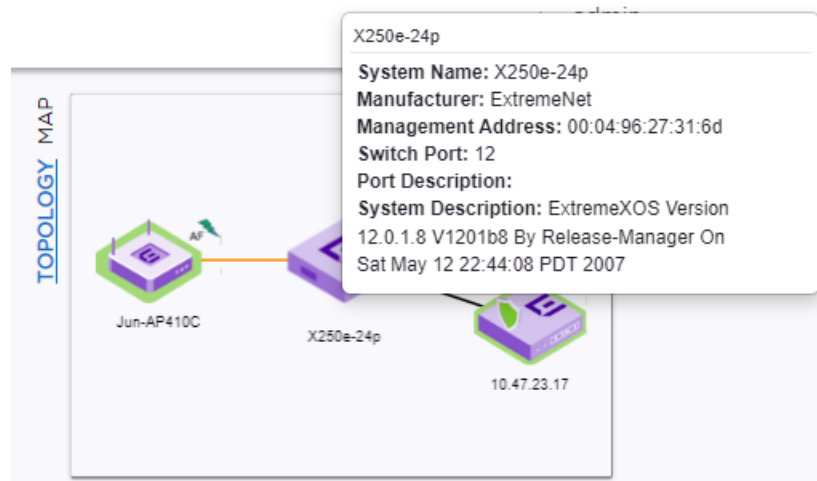 admin
X250e-24p
System Name: X250e-24p
Manufacturer: ExtremeNet
Management Address: 00:04:96:27:31:6d
Switch Port: 12
Port Description:
System Description: ExtremeXOS Version
12.0.1.8 V1201b8 By Release-Manager On
Sat May 12 22:44:08 PDT 2007
TOPOLOGY MAP
AF
Jun-AP410C
X250e-24p
10.47.23.17